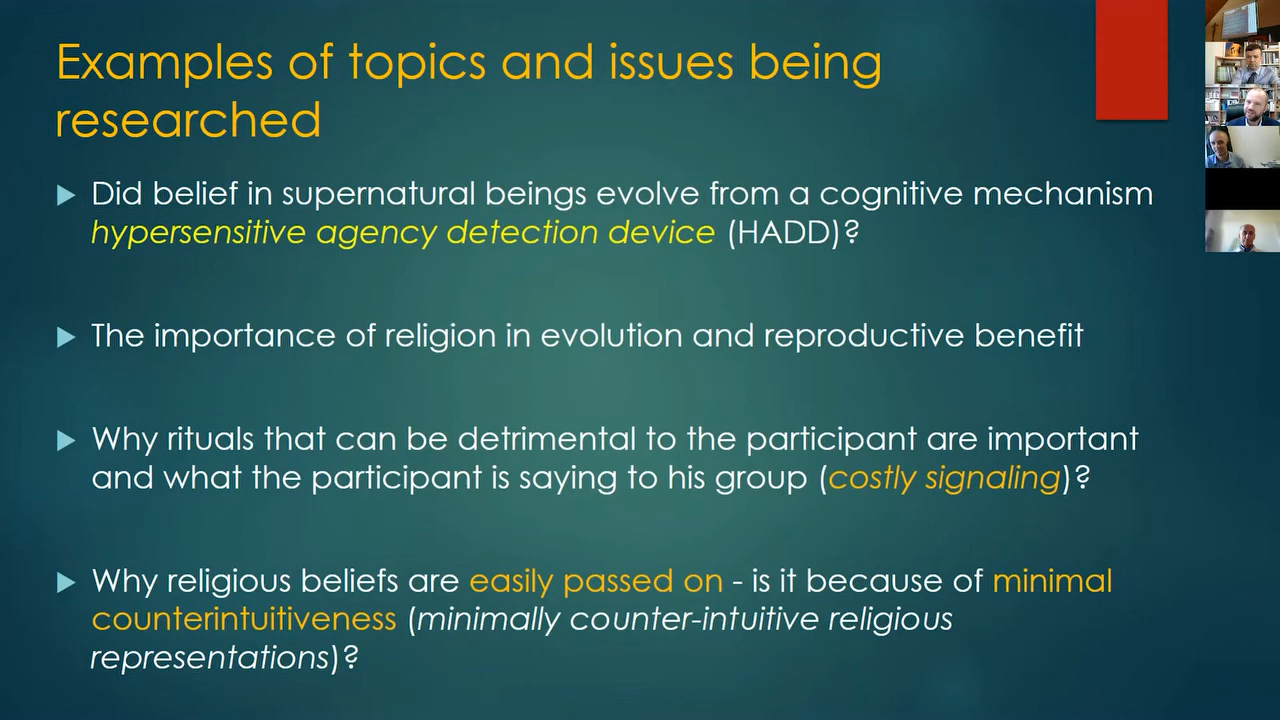 Examples of topics and issues being
researched
Did belief in supernatural beings evolve from a cognitive mechanism
hypersensitive agency detection device (HADD)?
The importance of religion in evolution and reproductive benefit
Why rituals that can be detrimental to the participant are important
and what the participant is saying to his group (costly signaling)?
Why religious beliefs are easily passed on - is it because of minimal
counterintuitiveness (minimally counter-intuitive religious
representations)?